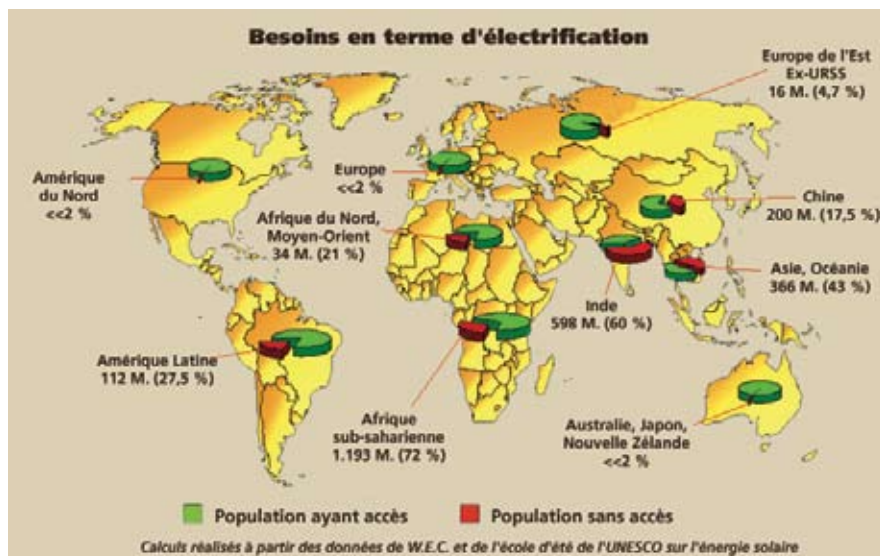 Besoins en terme d'électrification
Europe de l'Est
Ex-URSS
16 M. (4,7 %)
Amérique
du Nord
<<2 %
Europe
<<2 %
Afrique du Nord,
Moyen-Orient
34 M. (21 %)
Chine
200 M. (17,5 %)
Asie, Océanie
366 M. (43 %)
Inde
598 M. (60 %)
Amérique Latine
112 M. (27,5 %)
Afrique
sub-saharienne
1.193 M. (72 %)
Australie, Japon,
Nouvelle Zélande
<<2 %
Population ayant accès
Population sans accès
Calculs réalisés à partir des données de W.E.C. et de l'école d'été de l'UNESCO sur l'énergie solaire